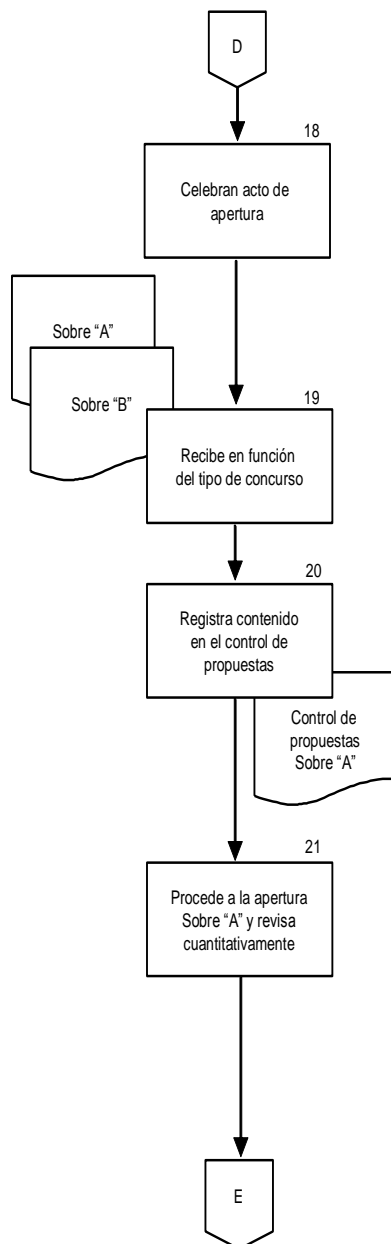 D
18
Celebran acto de
apertura
Sobre “A”
Sobre “B”
19
Recibe en función
del tipo de concurso
20
Registra contenido
en el control de
propuestas
Control de
propuestas
Sobre “A”
21
Procede a la apertura
Sobre “A” y revisa
cuantitativamente
E